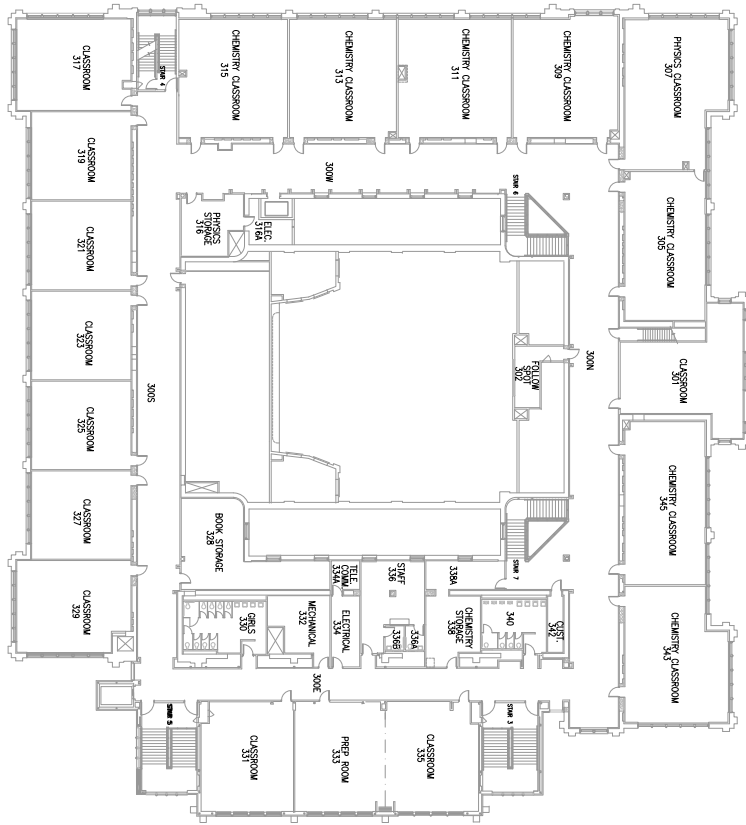 CLASSROOM
317
STAIR 4
CHEMISTRY CLASSROOM
315
CHEMISTRY CLASSROOM
313
CHEMISTRY CLASSROOM
311
CHEMISTRY CLASSROOM
309
PHYSICS CLASSROOM
307
CLASSROOM
319
300W
STAIR 6
CLASSROOM
321
PHYSICS
STORAGE
316
ELEC.
316A
CHEMISTRY CLASSROOM
305
CLASSROOM
323
300S
FOLLOW
SPOT
302
300N
CLASSROOM
301
CLASSROOM
325
CLASSROOM
327
BOOK STORAGE
328
CHEMISTRY CLASSROOM
345
STAIR 7
TELE.
COMM.
334A
STAFF
336
338A
CLASSROOM
329
GIRLS
330
MECHANICAL
332
ELECTRICAL
334
336B
336A
CHEMISTRY
STORAGE
338
340
CUST.
342
CHEMISTRY CLASSROOM
343
300E
STAIR 5
CLASSROOM
331
PREP ROOM
333
CLASSROOM
335
STAIR 3